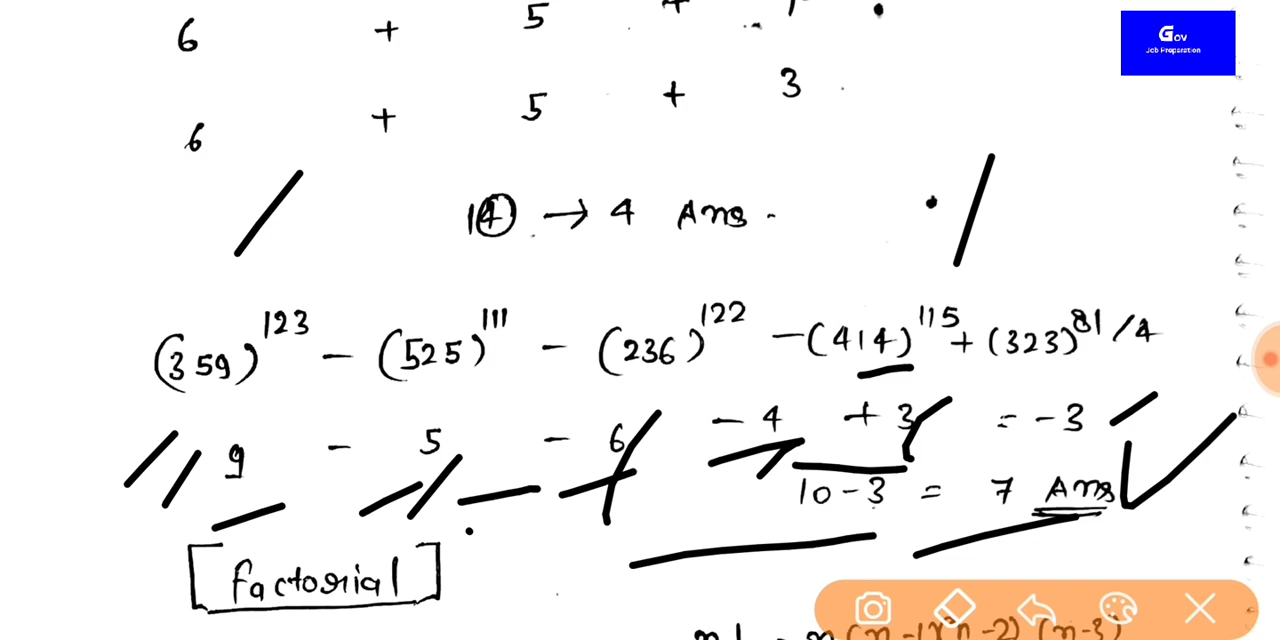 6 + 5 +
Gov
Job Preparation
6 + 5 + 3
14 → 4 Ans.
(359)^123 - (525)^111 - (236)^122 - (414)^115 + (323)^81/4
9 - 5 - 6 - 4 + 3 = -3
10-3 = 7 Ans
[factorial]